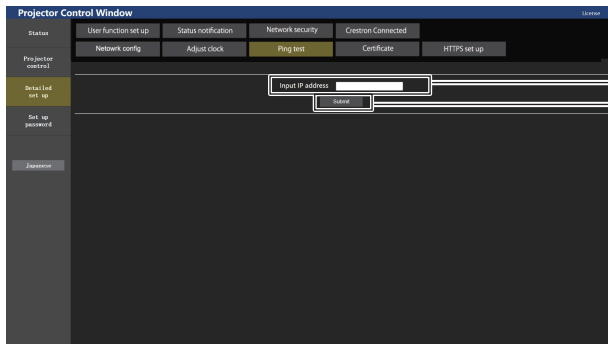 Projector Control Window
License
Status
Projector
control
Detailed
set up
Set up
password
Japanese
User function set up
Status notification
Network security
Crestron Connected
Netowrk config
Adjust clock
Ping test
Certificate
HTTPS set up
Input IP address
Submit